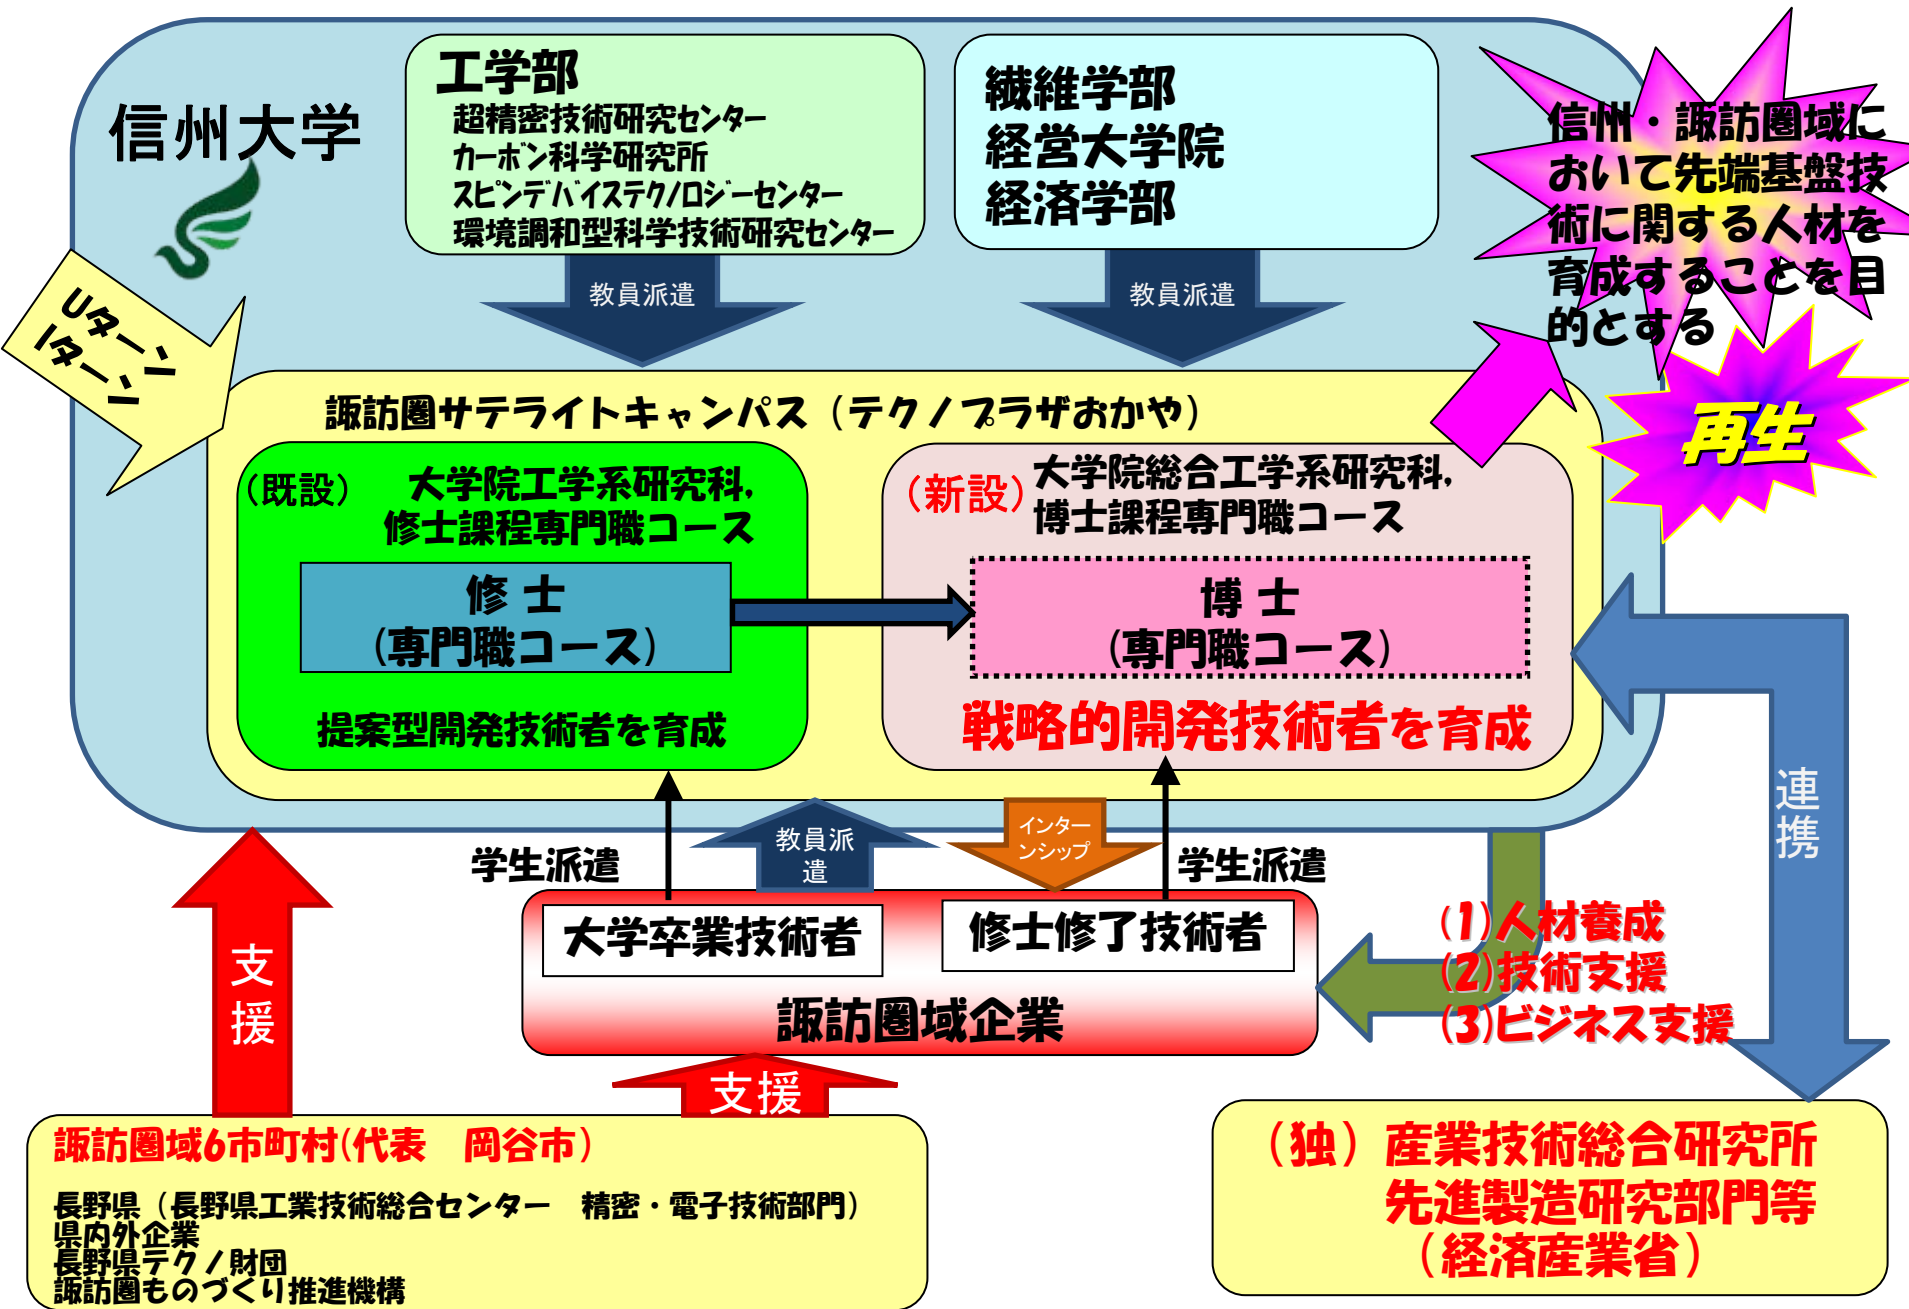 信州大学
工学部
超精密技術研究センター
カーボン科学研究所
スピンデバイステクノロジーセンター
環境調和型科学技術研究センター
繊維学部
経営大学院
経済学部
信州・諏訪圏域に
おいて先端基盤技
術に関する人材を
育成することを目
的とする
再生
Uターン
Iターン
教員派遣
教員派遣
諏訪圏サテライトキャンパス（テクノプラザおかや）
（既設）
大学院工学系研究科,
修士課程専門職コース
修 士
(専門職コース)
提案型開発技術者を育成
（新設）
大学院総合工学系研究科,
博士課程専門職コース
博 士
(専門職コース)
戦略的開発技術者を育成
学生派遣
教員派
遣
インター
ンシップ
学生派遣
連
携
大学卒業技術者
修士修了技術者
諏訪圏域企業
(1)人材養成
(2)技術支援
(3)ビジネス支援
支
援
支援
諏訪圏域6市町村(代表　岡谷市)
長野県（長野県工業技術総合センター　精密・電子技術部門）
県内外企業
長野県テクノ財団
諏訪圏ものづくり推進機構
（独）産業技術総合研究所
先進製造研究部門等
（経済産業省）